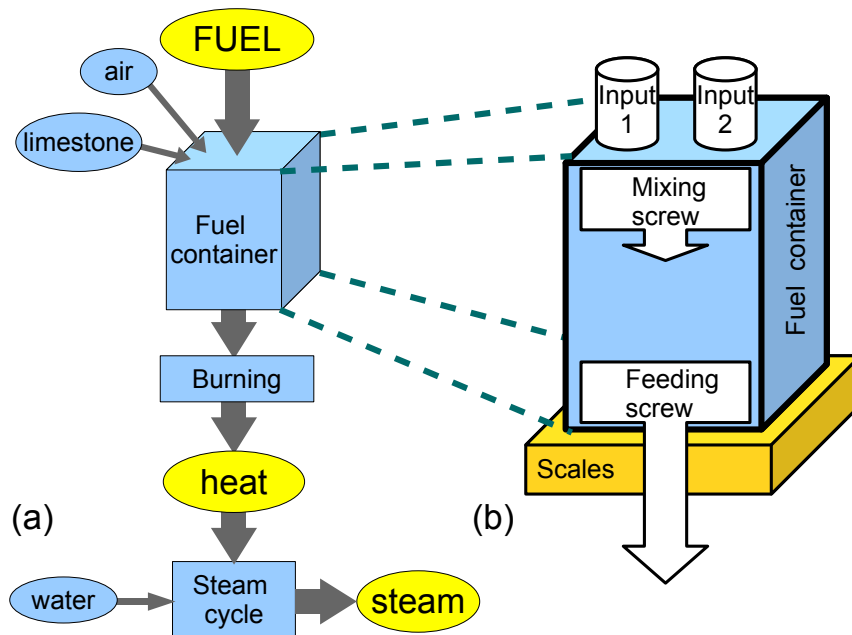 FUEL
air
limestone
Fuel
container
Burning
heat
(a)
water
Steam
cycle
steam
Input
1
Input
2
Mixing
screw
Fuel container
Feeding
screw
Scales
(b)